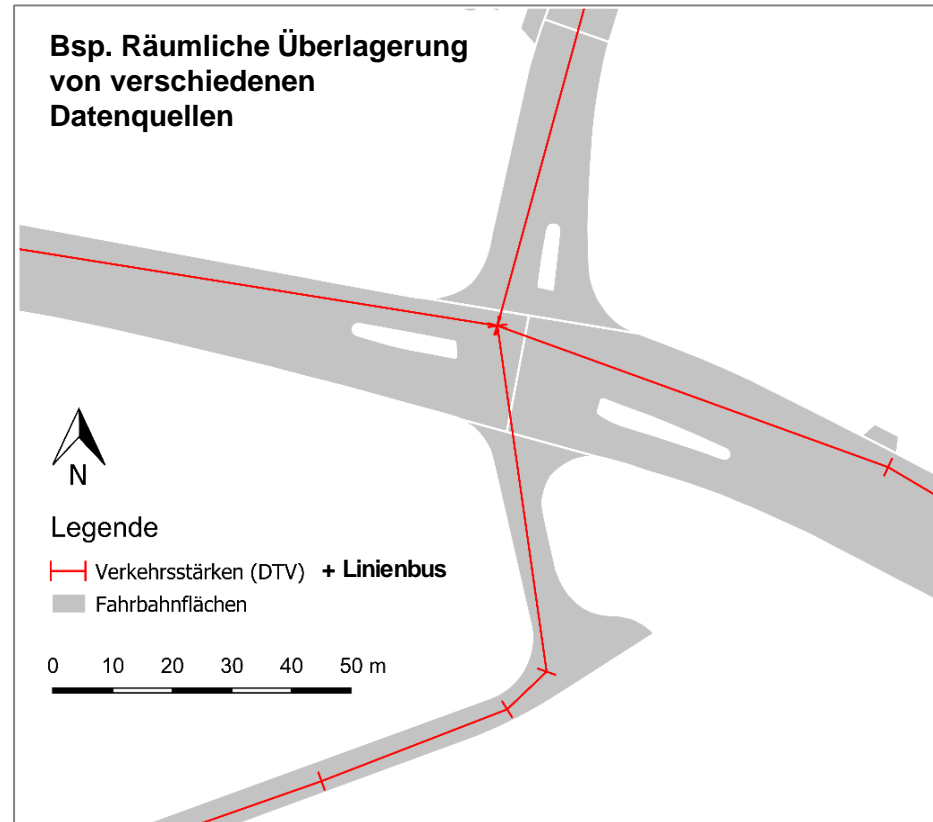 Bsp. Räumliche Überlagerung
von verschiedenen
Datenquellen
N
Legende
Verkehrsstärken (DTV) + Linienbus
Fahrbahnflächen
0 10 20 30 40 50 m